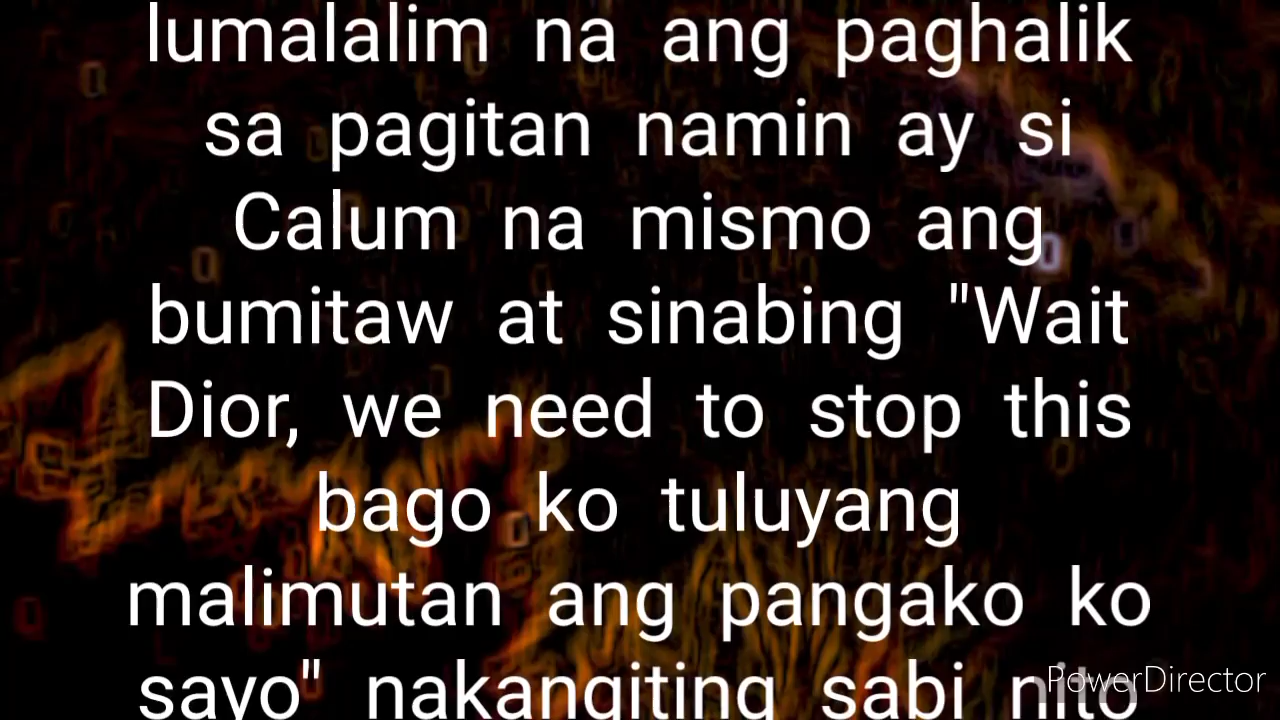 lumalalim na ang paghalik
sa pagitan namin ay si
Calum na mismo ang
bumitaw at sinabing "Wait
Dior, we need to stop this
bago ko tuluyang
malimutan ang pangako ko
sayo" nakangiting sabi nito
PowerDirector